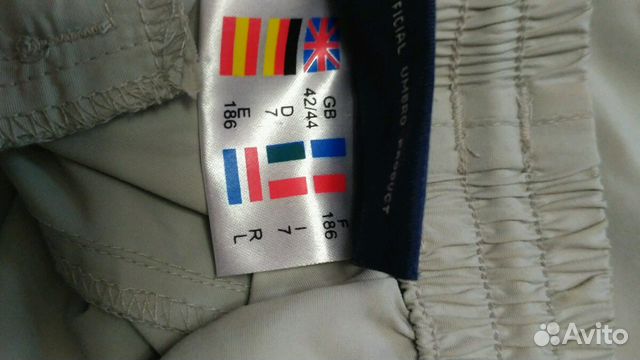 OFFICIAL UMBRO PRODUCT
GB
42/44
D
7
E
186
F
186
I
7
R
L
Avito